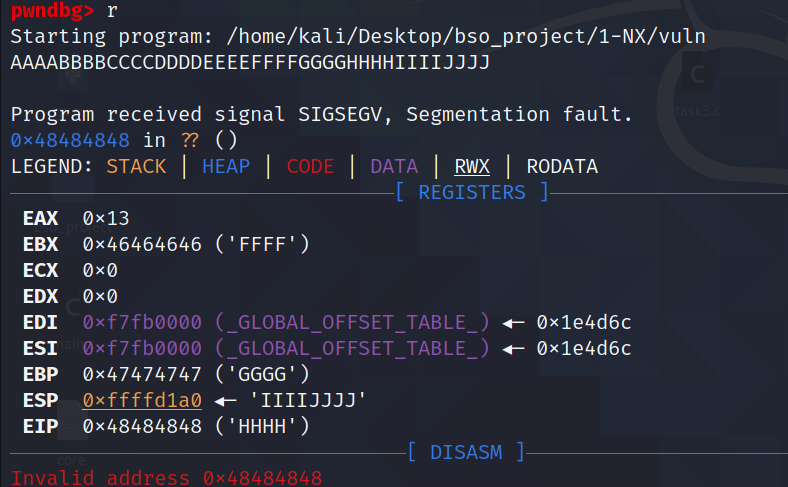 pwndbg> r
Starting program: /home/kali/Desktop/bso_project/1-NX/vuln
AAAABBBBCCCCDDDDEEEEFFFFGGGGHHHHIIIIJJJJ
Program received signal SIGSEGV, Segmentation fault.
0×48484848 in ?? ()
LEGEND: STACK | HEAP | CODE | DATA | RWX | RODATA
[ REGISTERS ]
EAX 0×13
EBX 0×46464646 ('FFFF')
ECX 0×0
EDX 0×0
EDI 0×f7fb0000 (_GLOBAL_OFFSET_TABLE_) ◂— 0×1e4d6c
ESI 0×f7fb0000 (_GLOBAL_OFFSET_TABLE_) ◂— 0×1e4d6c
EBP 0×47474747 ('GGGG')
ESP 0×ffffd1a0 ◂— 'IIIIJJJJ'
EIP 0×48484848 ('HHHH')
[ DISASM ]
Invalid address 0×48484848
task3.c
core